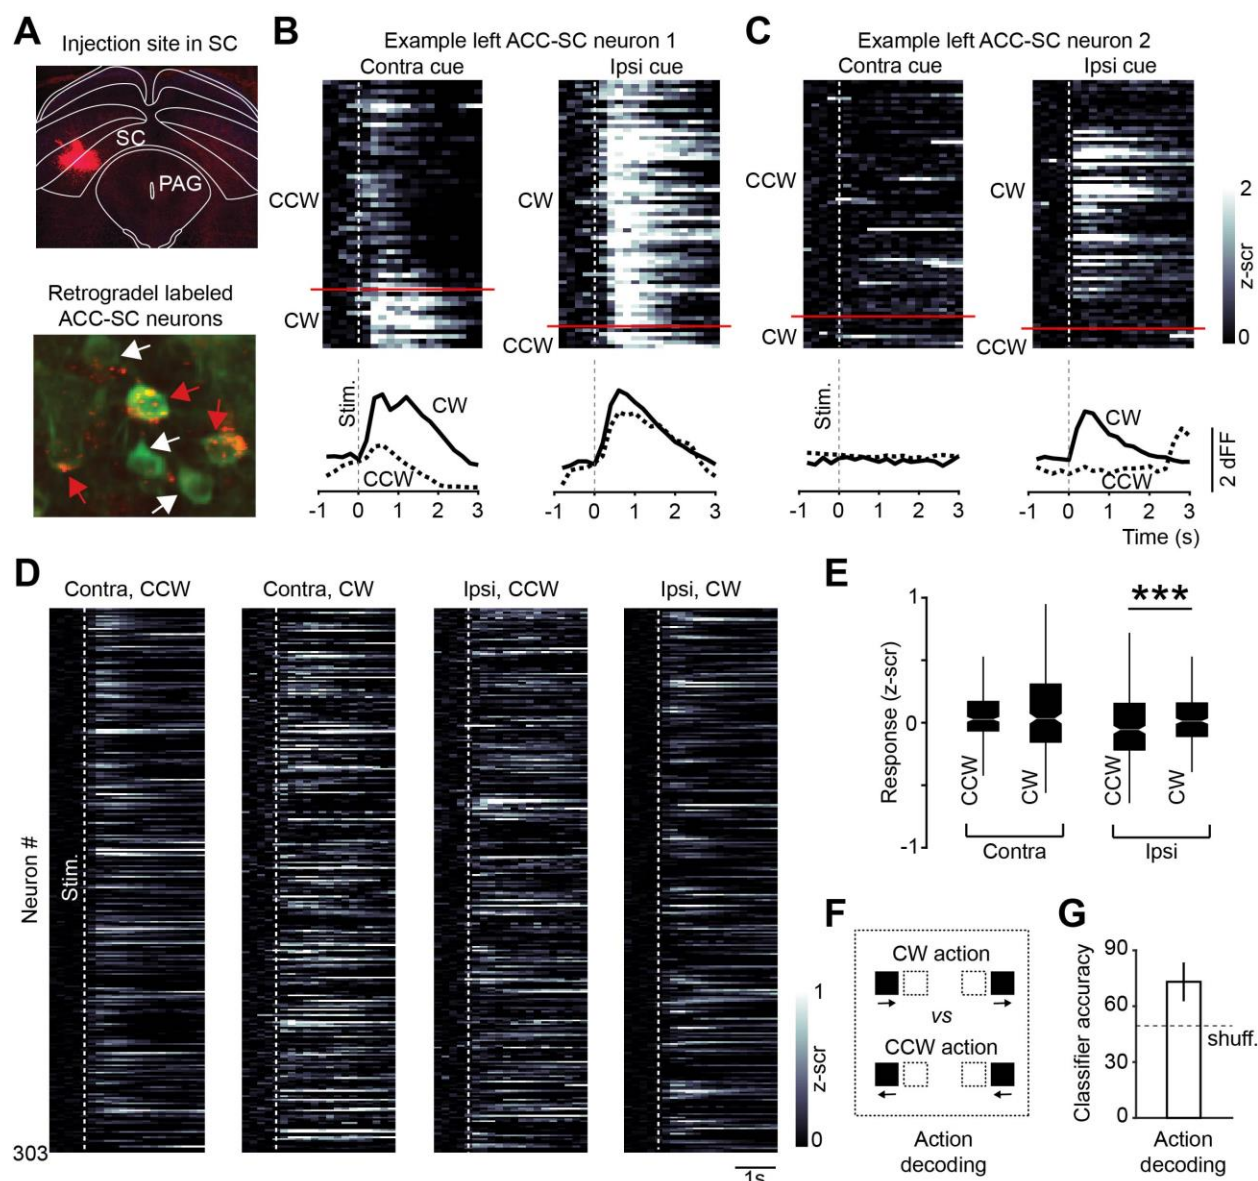 A
Injection site in SC
SC
PAG
Retrogradel labeled
ACC-SC neurons
B
Example left ACC-SC neuron 1
Contra cue
Ipsi cue
CCW
CW
CW
CCW
Stim.
CW
CCW
-1 0 1 2 3
-1 0 1 2 3
C
Example left ACC-SC neuron 2
Contra cue
Ipsi cue
CCW
CW
CW
CCW
2
z-scr
0
Stim.
CW
CCW
2 dFF
-1 0 1 2 3
-1 0 1 2 3
Time (s)
D
Contra, CCW
Contra, CW
Ipsi, CCW
Ipsi, CW
Neuron #
Stim.
303
1s
1
z-scr
0
E
Response (z-scr)
1
0
-1
***
CCW
CW
CCW
CW
Contra
Ipsi
F
CW action
vs
CCW action
Action
decoding
G
Classifier accuracy
90
60
30
0
shuff.
Action
decoding